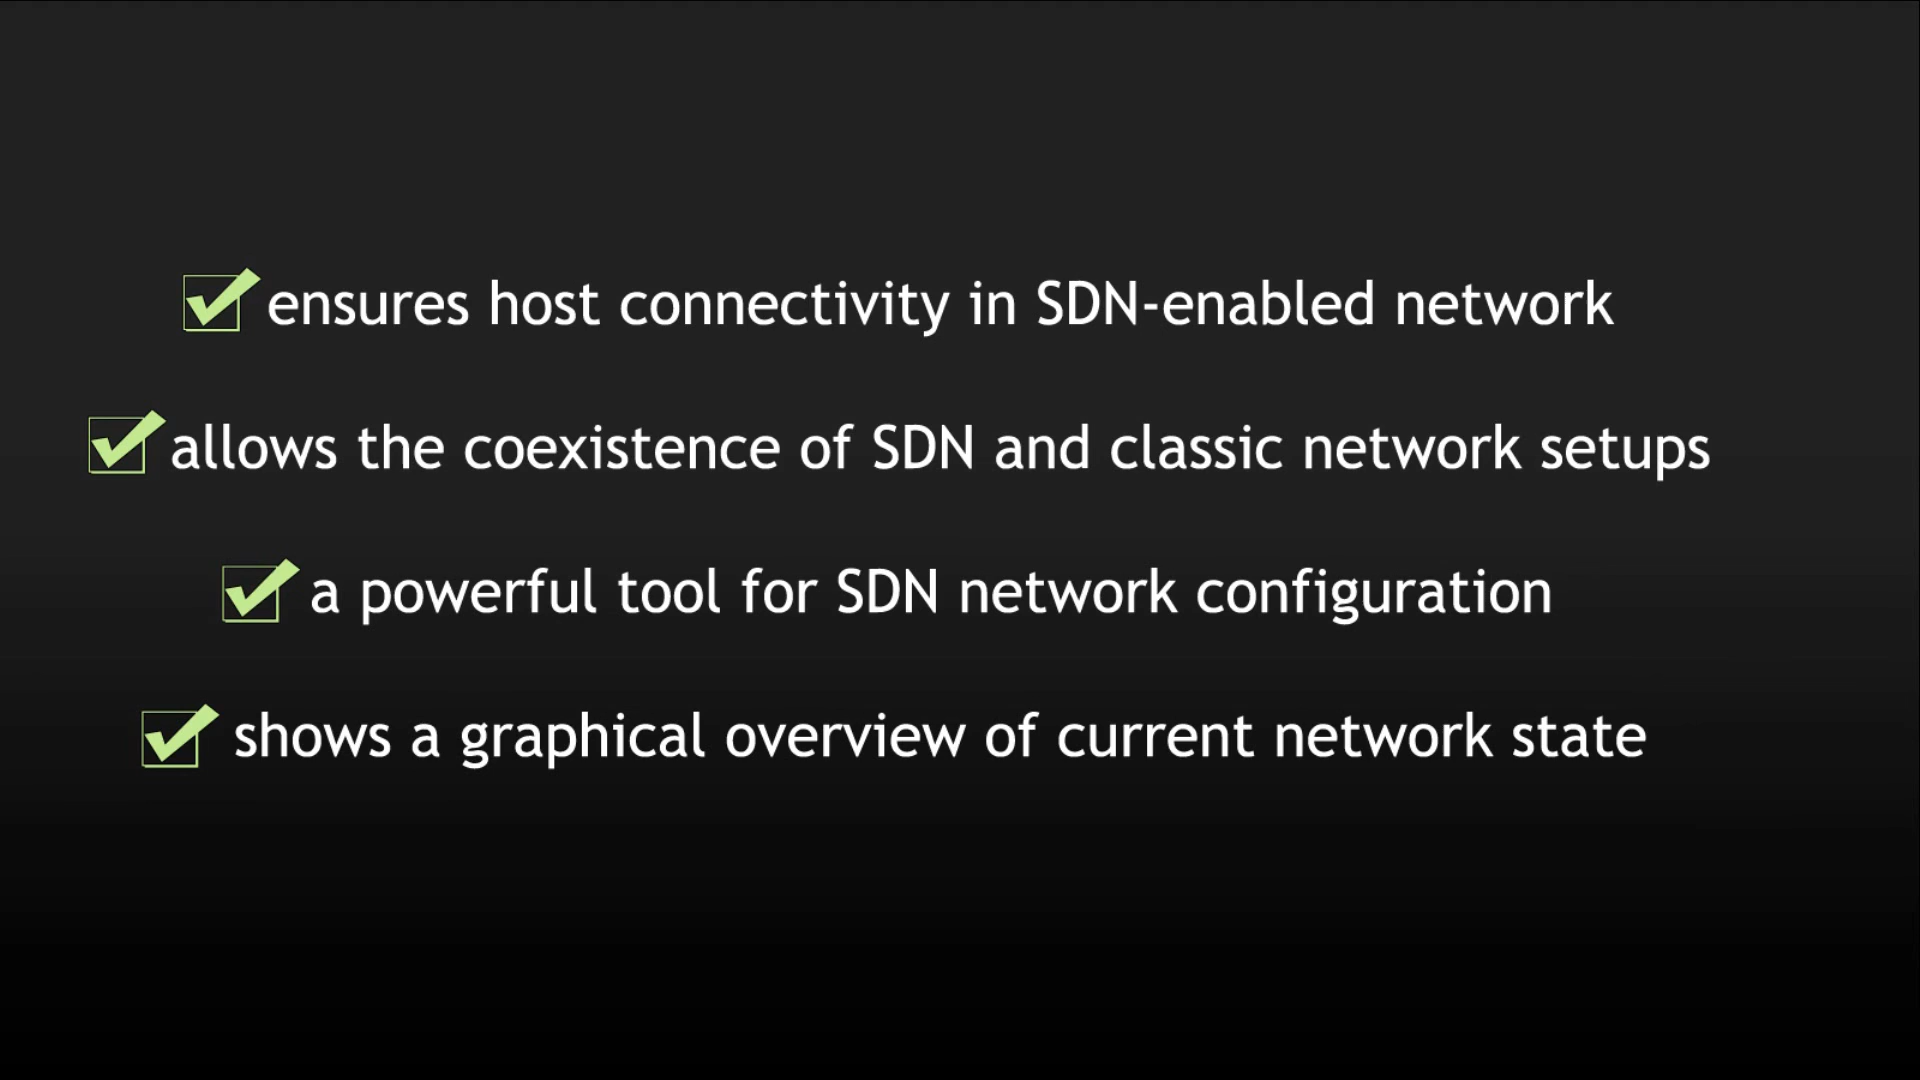 ensures host connectivity in SDN-enabled network
allows the coexistence of SDN and classic network setups
a powerful tool for SDN network configuration
shows a graphical overview of current network state